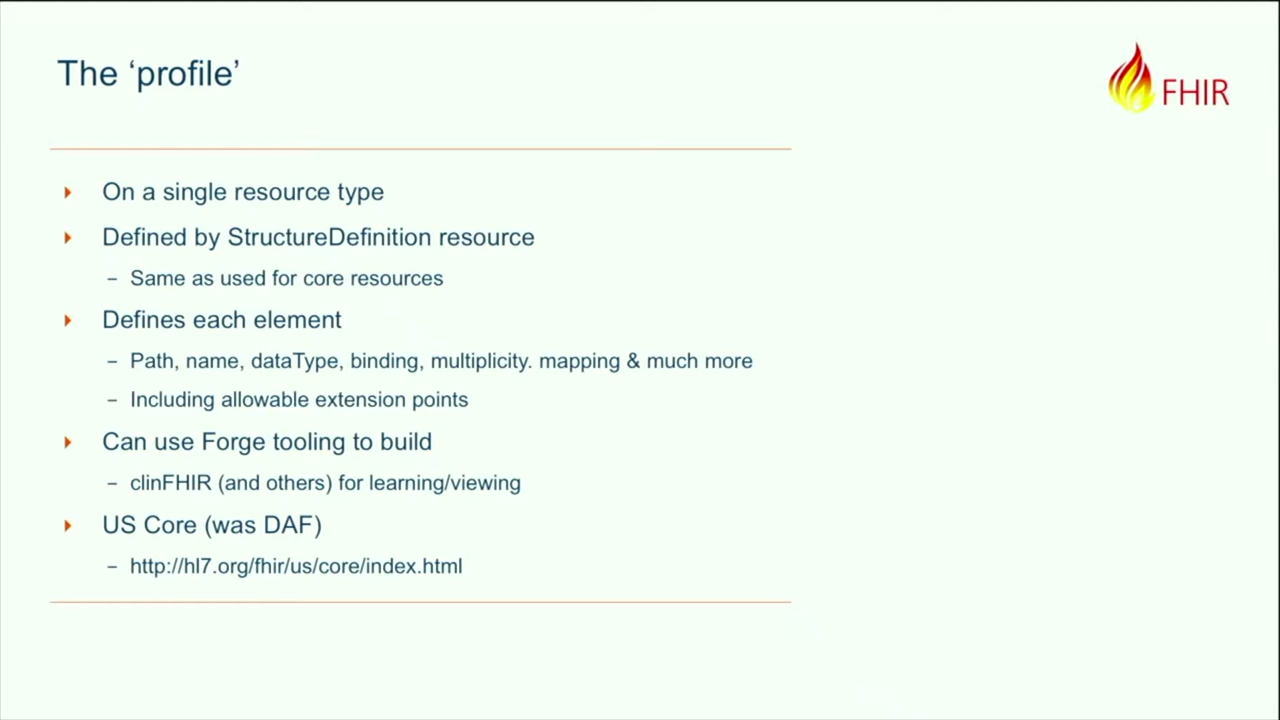 The ‘profile’
FHIR
On a single resource type
Defined by StructureDefinition resource
– Same as used for core resources
Defines each element
– Path, name, dataType, binding, multiplicity. mapping & much more
– Including allowable extension points
Can use Forge tooling to build
– clinFHIR (and others) for learning/viewing
US Core (was DAF)
– http://hl7.org/fhir/us/core/index.html